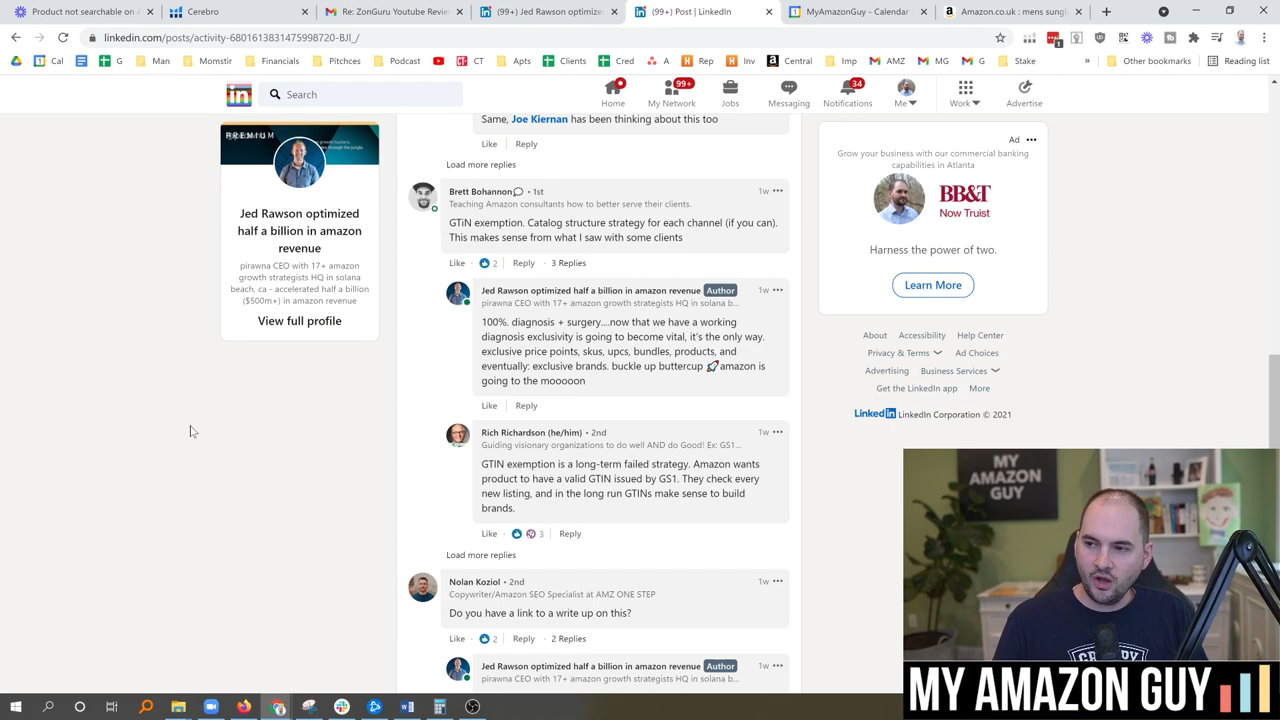 Product not searchable on A
Cerebro
Re: ZonGuru Youtube Review
(99+) Jed Rawson optimized
(99+) Post | LinkedIn
MyAmazonGuy - Calendar
Amazon.co.uk : mens sungl
linkedin.com/posts/activity-6801613831475998720-BJI_/
Cal
G
Man
Momstir
Financials
Pitchces
Podcast
CT
Apts
Clients
Cred
A
Rep
Inv
Central
Imp
AMZ
MG
G
Stake
»
Other bookmarks
Reading list
in
Search
Home
99+
My Network
Jobs
Messaging
34
Notifications
Me
Work
Advertise
PREMIUM
Jed Rawson optimized
half a billion in amazon
revenue
pirawna CEO with 17+ amazon
growth strategists HQ in solana
beach, ca - accelerated half a billion
($500m+) in amazon revenue
View full profile
Same, Joe Kiernan has been thinking about this too
Like Reply
Load more replies
Brett Bohannon • 1st
1w
Teaching Amazon consultants how to better serve their clients.
GTiN exemption. Catalog structure strategy for each channel (if you can).
This makes sense from what I saw with some clients
Like · 2 Reply · 3 Replies
Jed Rawson optimized half a billion in amazon revenue Author
1w
pirawna CEO with 17+ amazon growth strategists HQ in solana b...
100%. diagnosis + surgery....now that we have a working
diagnosis exclusivity is going to become vital, it's the only way.
exclusive price points, skus, upcs, bundles, products, and
eventually: exclusive brands. buckle up buttercup 🚀amazon is
going to the mooooon
Like Reply
Rich Richardson (he/him) • 2nd
1w
Guiding visionary organizations to do well AND do Good! Ex: GS1...
GTIN exemption is a long-term failed strategy. Amazon wants
product to have a valid GTIN issued by GS1. They check every
new listing, and in the long run GTINs make sense to build
brands.
Like · 3 Reply
Load more replies
Nolan Koziol • 2nd
1w
Copywriter/Amazon SEO Specialist at AMZ ONE STEP
Do you have a link to a write up on this?
Like · 2 Reply · 2 Replies
Jed Rawson optimized half a billion in amazon revenue Author
1w
pirawna CEO with 17+ amazon growth strategists HQ in solana b...
Ad
Grow your business with our commercial banking
capabilities in Atlanta
BB&T
Now Truist
Harness the power of two.
Learn More
About Accessibility Help Center
Privacy & Terms Ad Choices
Advertising Business Services
Get the LinkedIn app More
LinkedIn LinkedIn Corporation © 2021
MY
AMAZON
GUY
MY AMAZON GUY